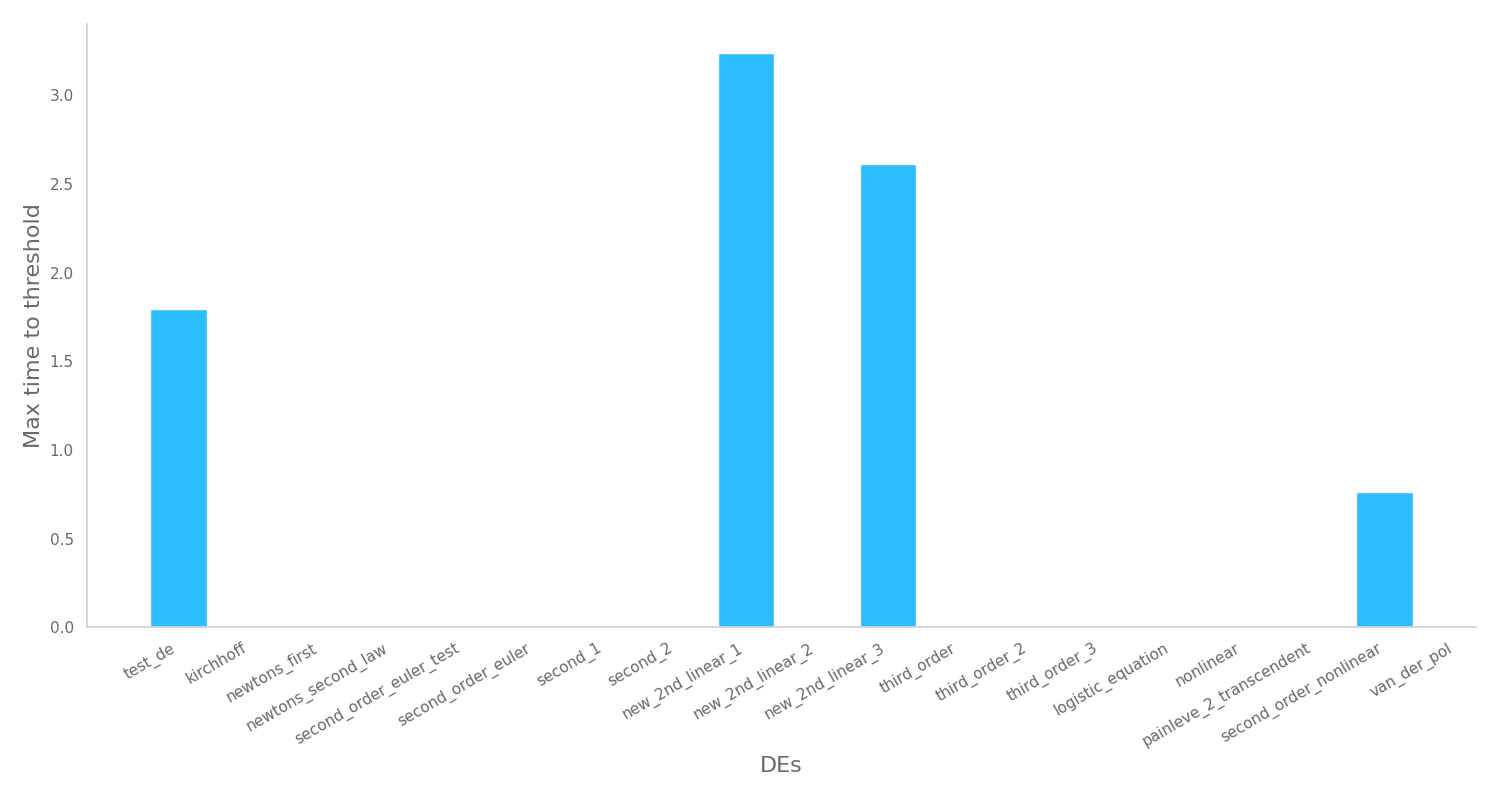 Max time to threshold
3.0
2.5
2.0
1.5
1.0
0.5
0.0
test_de
kirchhoff
newtons_first
newtons_second_law
second_order_euler_test
second_order_euler
second_1
second_2
new_2nd_linear_1
new_2nd_linear_2
new_2nd_linear_3
third_order
third_order_2
third_order_3
logistic_equation
nonlinear
painleve_2_transcendent
second_order_nonlinear
van_der_pol
DEs